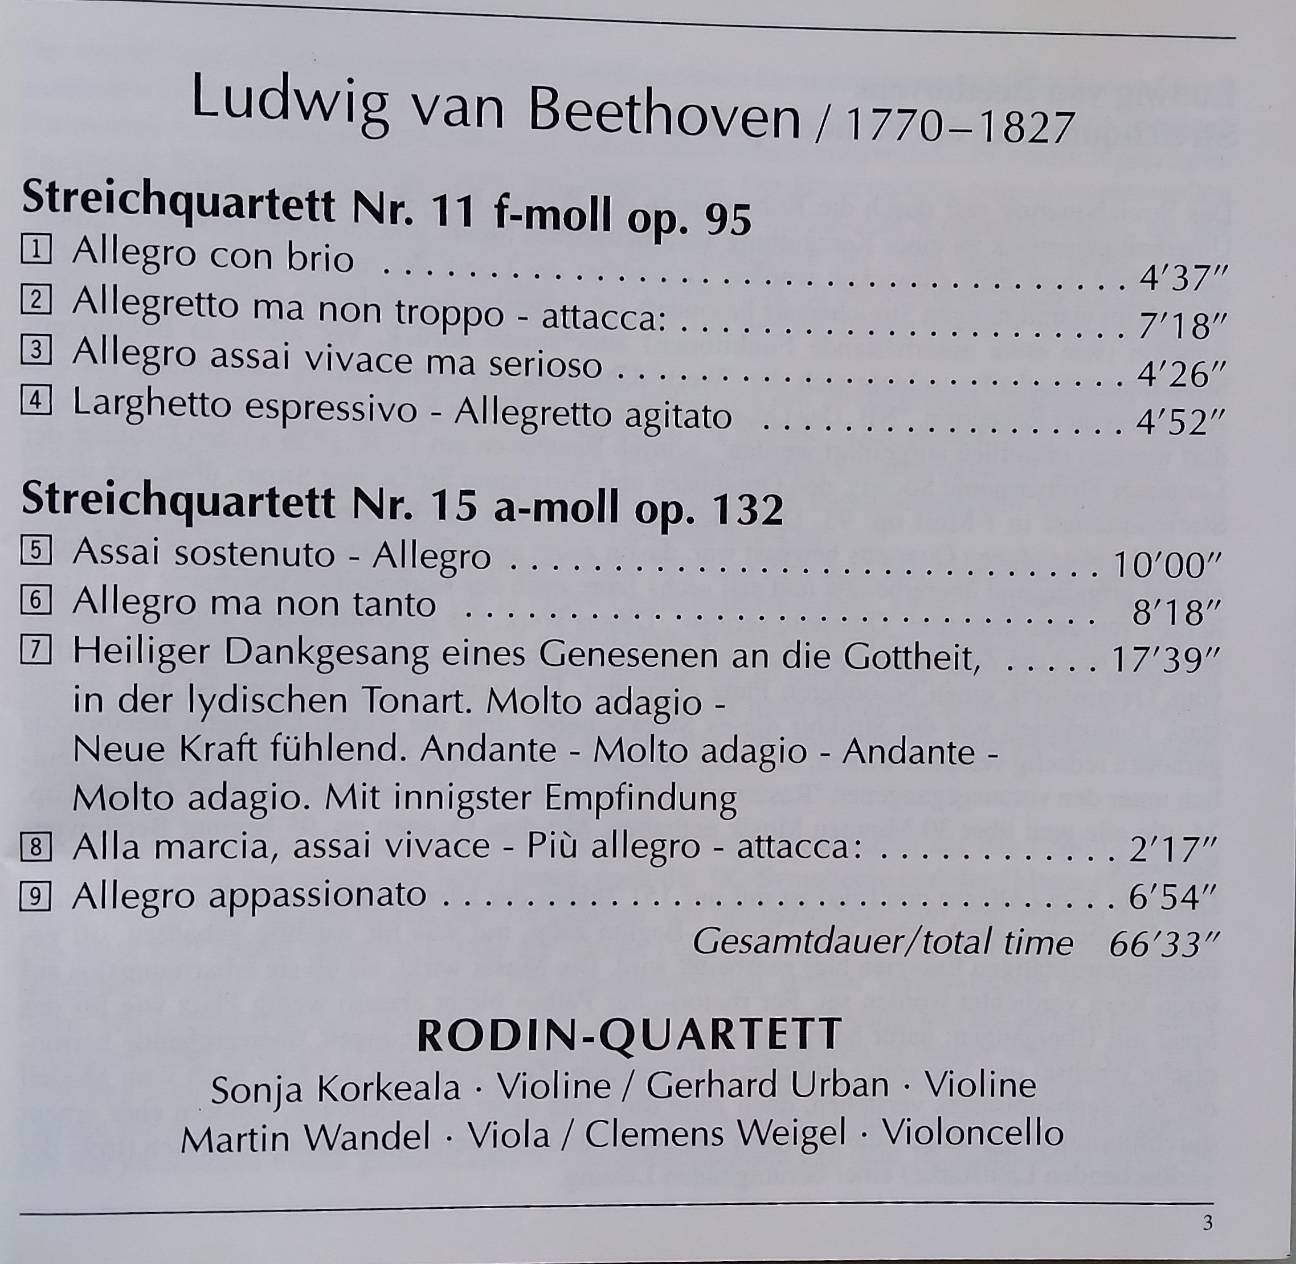 Ludwig van Beethoven / 1770–1827
Streichquartett Nr. 11 f-moll op. 95
1 Allegro con brio . . . . . . . . . . . . . . . . . . . . . . . . . . . . . . . . . . . 4′37″
2 Allegretto ma non troppo - attacca: . . . . . . . . . . . . . . . . . . . . . . 7′18″
3 Allegro assai vivace ma serioso . . . . . . . . . . . . . . . . . . . . . . . . . 4′26″
4 Larghetto espressivo - Allegretto agitato . . . . . . . . . . . . . . . . . . 4′52″
Streichquartett Nr. 15 a-moll op. 132
5 Assai sostenuto - Allegro . . . . . . . . . . . . . . . . . . . . . . . . . . . . . 10′00″
6 Allegro ma non tanto . . . . . . . . . . . . . . . . . . . . . . . . . . . . . . . 8′18″
7 Heiliger Dankgesang eines Genesenen an die Gottheit, . . . . . 17′39″
in der lydischen Tonart. Molto adagio -
Neue Kraft fühlend. Andante - Molto adagio - Andante -
Molto adagio. Mit innigster Empfindung
8 Alla marcia, assai vivace - Più allegro - attacca: . . . . . . . . . . . . 2′17″
9 Allegro appassionato . . . . . . . . . . . . . . . . . . . . . . . . . . . . . . . . . 6′54″
Gesamtdauer/total time 66′33″
RODIN-QUARTETT
Sonja Korkeala · Violine / Gerhard Urban · Violine
Martin Wandel · Viola / Clemens Weigel · Violoncello
3